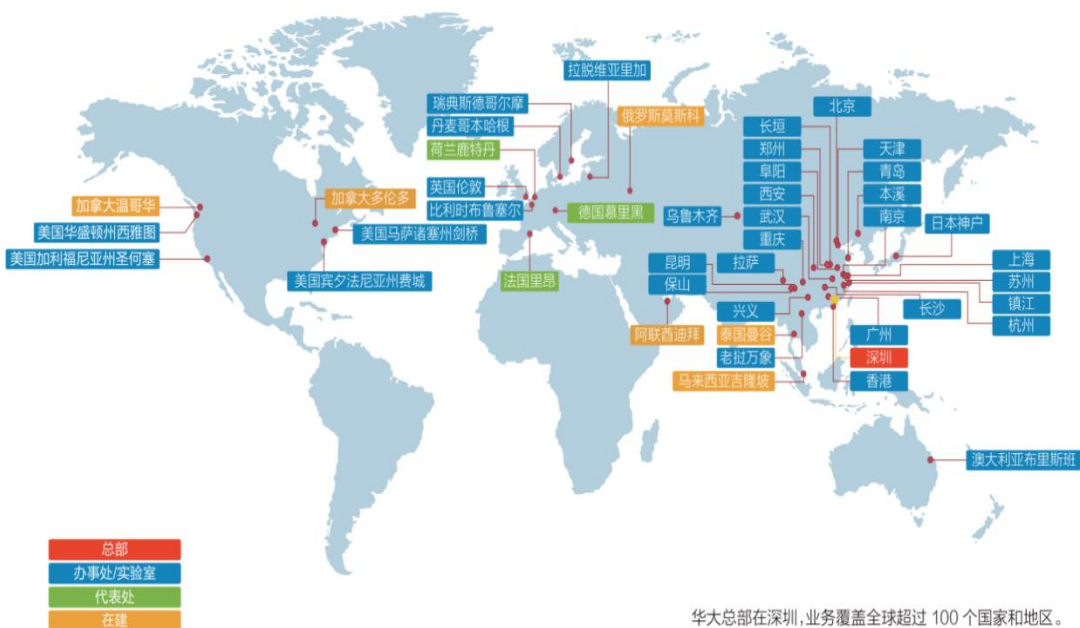 拉脱维亚里加
瑞典斯德哥尔摩
丹麦哥本哈根
荷兰鹿特丹
俄罗斯莫斯科
英国伦敦
比利时布鲁塞尔
德国慕里黑
法国里昂
加拿大温哥华
美国华盛顿州西雅图
美国加利福尼亚州圣何塞
加拿大多伦多
美国马萨诸塞州剑桥
美国宾夕法尼亚州费城
北京
长垣
郑州
阜阳
西安
武汉
重庆
乌鲁木齐
天津
青岛
本溪
南京
日本神户
昆明
保山
拉萨
兴义
阿联酋迪拜
泰国曼谷
老挝万象
马来西亚吉隆坡
上海
苏州
镇江
杭州
长沙
广州
深圳
香港
澳大利亚布里斯班
总部
办事处/实验室
代表处
在建
华大总部在深圳,业务覆盖全球超过 100 个国家和地区。